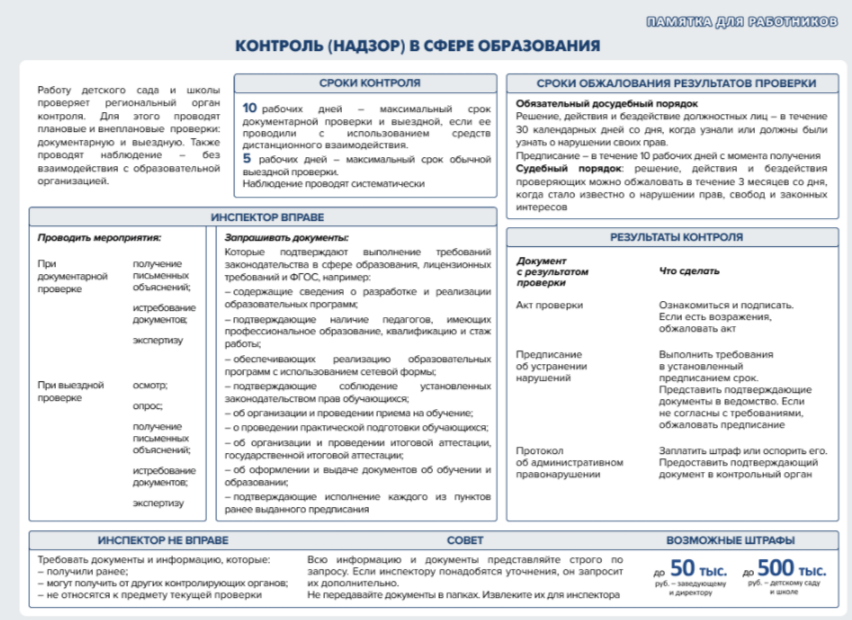 ПАМЯТКА ДЛЯ РАБОТНИКОВ
КОНТРОЛЬ (НАДЗОР) В СФЕРЕ ОБРАЗОВАНИЯ
Работу детского сада и школы
проверяет региональный орган
контроля. Для этого проводят
плановые и внеплановые проверки:
документарную и выездную. Также
проводят наблюдение – без
взаимодействия с образовательной
организацией.
СРОКИ КОНТРОЛЯ
10 рабочих дней – максимальный срок
документарной проверки и выездной, если ее
проводили с использованием средств
дистанционного взаимодействия.
5 рабочих дней – максимальный срок обычной
выездной проверки.
Наблюдение проводят систематически
СРОКИ ОБЖАЛОВАНИЯ РЕЗУЛЬТАТОВ ПРОВЕРКИ
Обязательный досудебный порядок
Решение, действия и бездействие должностных лиц – в течение
30 календарных дней со дня, когда узнали или должны были
узнать о нарушении своих прав.
Предписание – в течение 10 рабочих дней с момента получения
Судебный порядок: решение, действия и бездействия
проверяющих можно обжаловать в течение 3 месяцев со дня,
когда стало известно о нарушении прав, свобод и законных
интересов
ИНСПЕКТОР ВПРАВЕ
Проводить мероприятия:
При
документарной
проверке
получение
письменных
объяснений;
истребование
документов;
экспертизу
При выездной
проверке
осмотр;
опрос;
получение
письменных
объяснений;
истребование
документов;
экспертизу
Запрашивать документы:
Которые подтверждают выполнение требований
законодательства в сфере образования, лицензионных
требований и ФГОС, например:
– содержащие сведения о разработке и реализации
образовательных программ;
– подтверждающие наличие педагогов, имеющих
профессиональное образование, квалификацию и стаж
работы;
– обеспечивающих реализацию образовательных
программ с использованием сетевой формы;
– подтверждающие соблюдение установленных
законодательством прав обучающихся;
– об организации и проведении приема на обучение;
– о проведении практической подготовки обучающихся;
– об организации и проведении итоговой аттестации,
государственной итоговой аттестации;
– об оформлении и выдаче документов об обучении и
образовании;
– подтверждающие исполнение каждого из пунктов
ранее выданного предписания
РЕЗУЛЬТАТЫ КОНТРОЛЯ
Документ
с результатом
проверки
Что сделать
Акт проверки
Ознакомиться и подписать.
Если есть возражения,
обжаловать акт
Предписание
об устранении
нарушений
Выполнить требования
в установленный
предписанием срок.
Представить подтверждающие
документы в ведомство. Если
не согласны с требованиями,
обжаловать предписание
Протокол
об административном
правонарушении
Заплатить штраф или оспорить его.
Предоставить подтверждающий
документ в контрольный орган
ИНСПЕКТОР НЕ ВПРАВЕ
Требовать документы и информацию, которые:
– получили ранее;
– могут получить от других контролирующих органов;
– не относятся к предмету текущей проверки
СОВЕТ
Всю информацию и документы представляйте строго по
запросу. Если инспектору понадобятся уточнения, он запросит
их дополнительно.
Не передавайте документы в папках. Извлеките их для инспектора
ВОЗМОЖНЫЕ ШТРАФЫ
до 50 тыс.
руб. – заведующему
и директору
до 500 тыс.
руб. – детскому саду
и школе